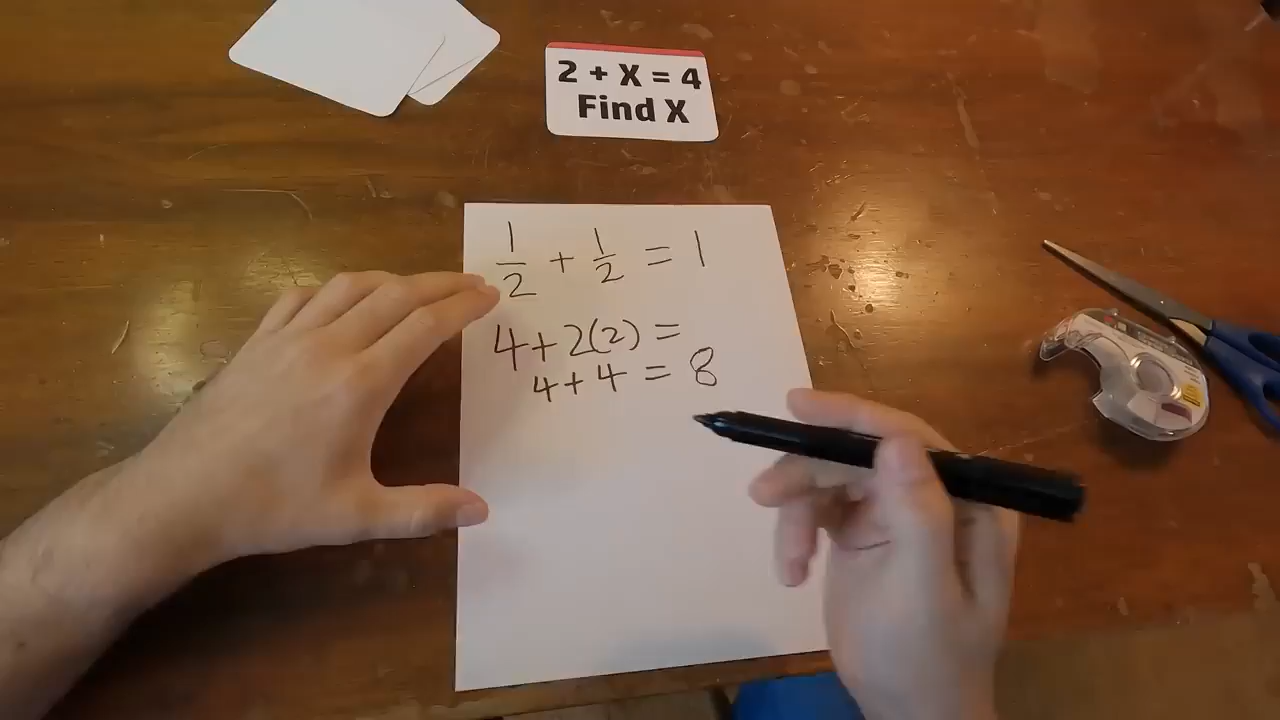 2 + X = 4
Find X
1/2 + 1/2 = 1
4+2(2) =
4+4 = 8